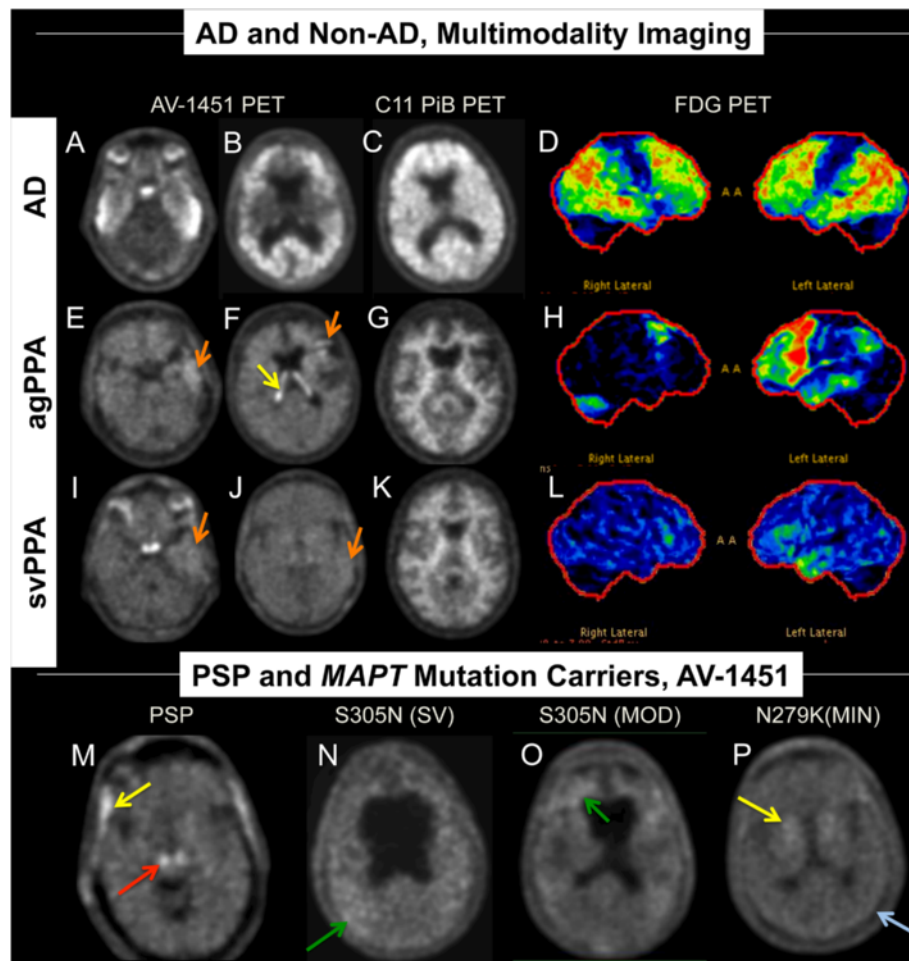 AD and Non-AD, Multimodality Imaging
AV-1451 PET C11 PiB PET FDG PET
AD
A B C D
A A
Right Lateral Left Lateral
agPPA
E F G H
A A
Right Lateral Left Lateral
svPPA
I J K L
A A
Right Lateral Left Lateral
PSP and MAPT Mutation Carriers, AV-1451
PSP S305N (SV) S305N (MOD) N279K(MIN)
M N O P